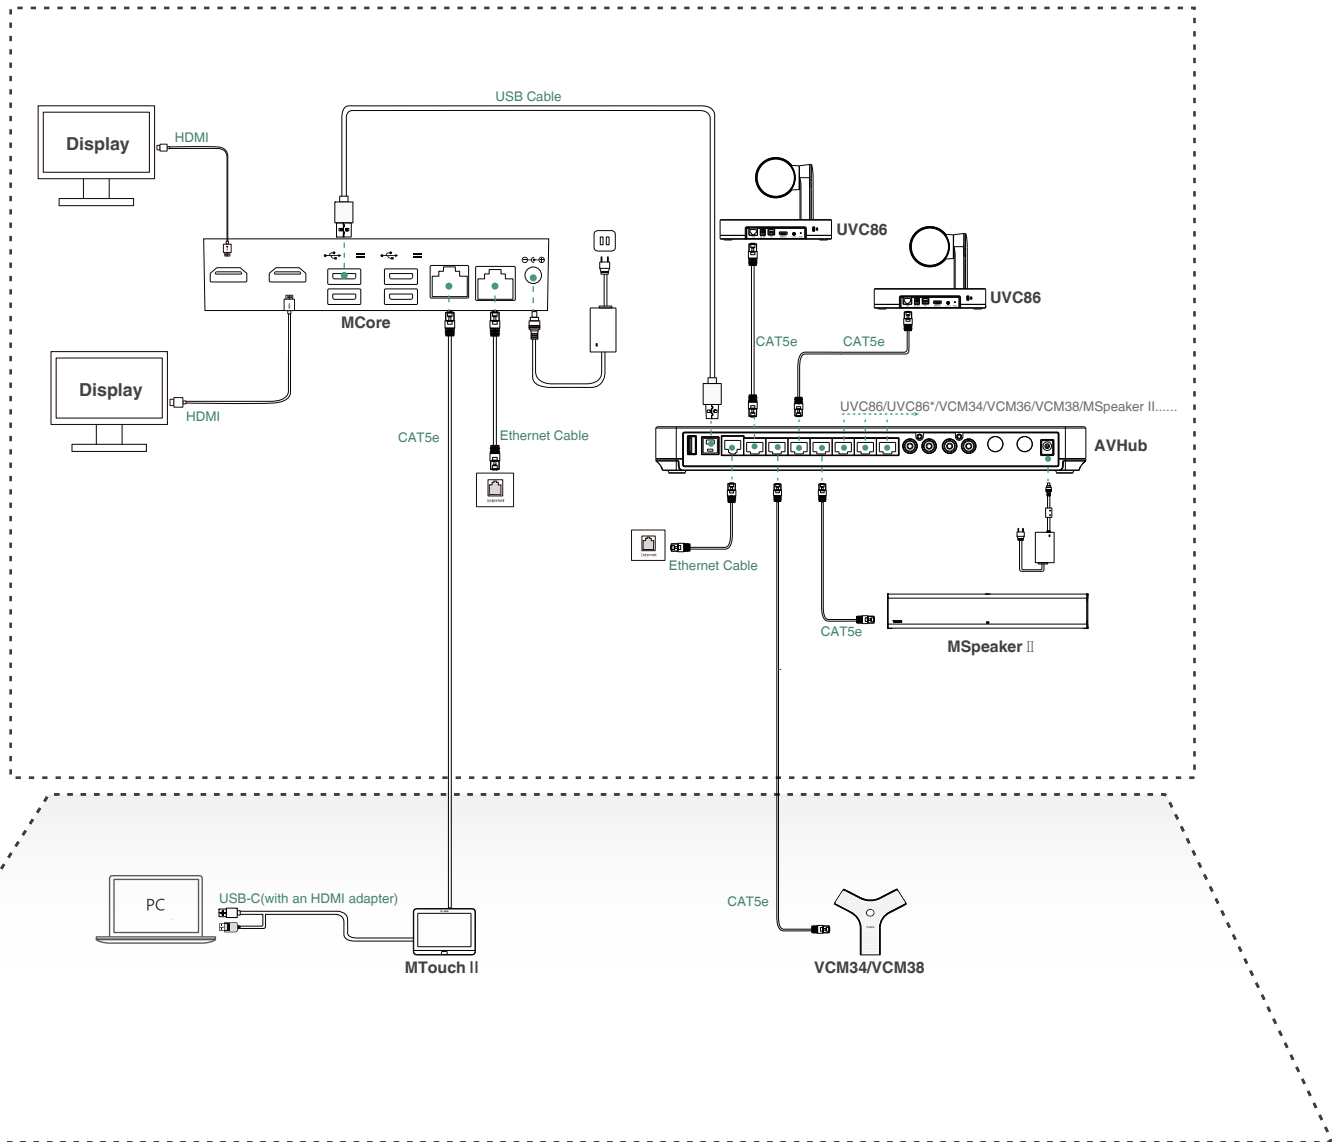 USB Cable
Display
HDMI
UVC86
UVC86
MCore
CAT5e
CAT5e
Display
HDMI
UVC86/UVC86*/VCM34/VCM36/VCM38/MSpeaker II......
CAT5e
Ethernet Cable
AVHub
Internet
Internet
Ethernet Cable
CAT5e
MSpeaker II
PC
USB-C(with an HDMI adapter)
CAT5e
MTouch II
VCM34/VCM38